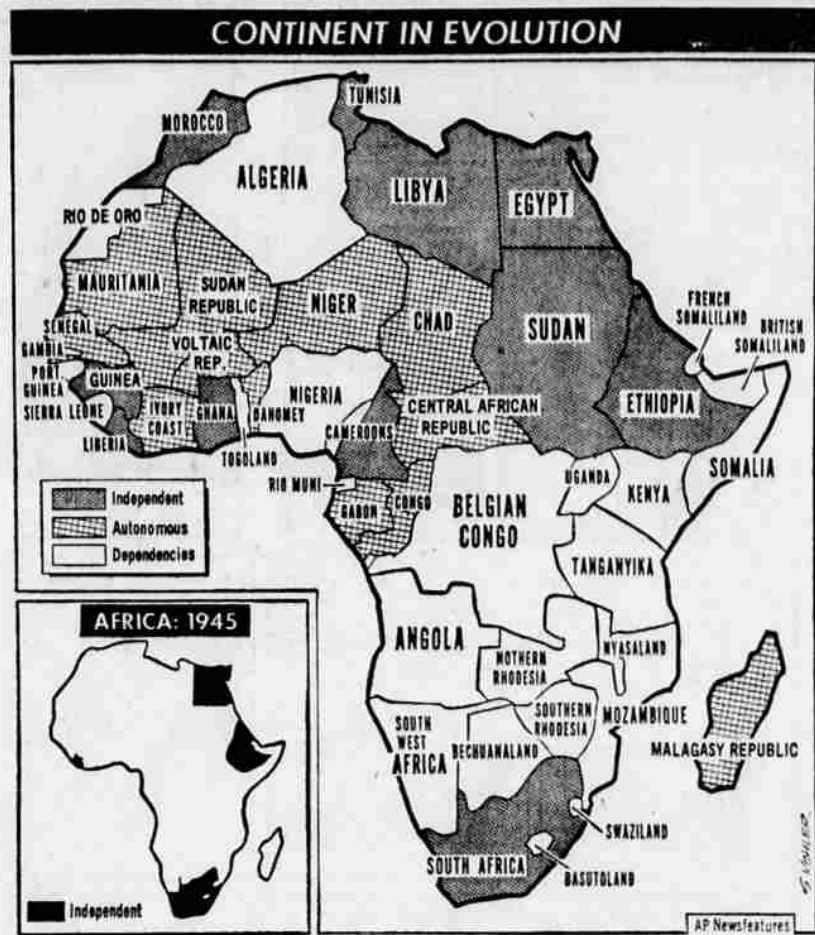 CONTINENT IN EVOLUTION
TUNISIA
MOROCCO
ALGERIA
LIBYA
EGYPT
RIO DE ORO
MAURITANIA
SUDAN
REPUBLIC
NIGER
CHAD
SUDAN
FRENCH
SOMALILAND
BRITISH
SOMALILAND
SENEGAL
GAMBIA
PORT
GUINEA
GUINEA
SIERRA LEONE
LIBERIA
VOLTAIC
REP.
IVORY
COAST
GHANA
DAHOMEY
TOGOLAND
NIGERIA
CAMEROONS
CENTRAL AFRICAN
REPUBLIC
ETHIOPIA
SOMALIA
RIO MUNI
GABON
CONGO
BELGIAN
CONGO
UGANDA
KENYA
TANGANYIKA
Independent
Autonomous
Dependencies
ANGOLA
NOTHERN
RHODESIA
NYASALAND
MOZAMBIQUE
SOUTHERN
RHODESIA
SOUTH
WEST
AFRICA
BECHUANALAND
MALAGASY REPUBLIC
SWAZILAND
SOUTH AFRICA
BASUTOLAND
AFRICA: 1945
Independent
AP Newsfeatures